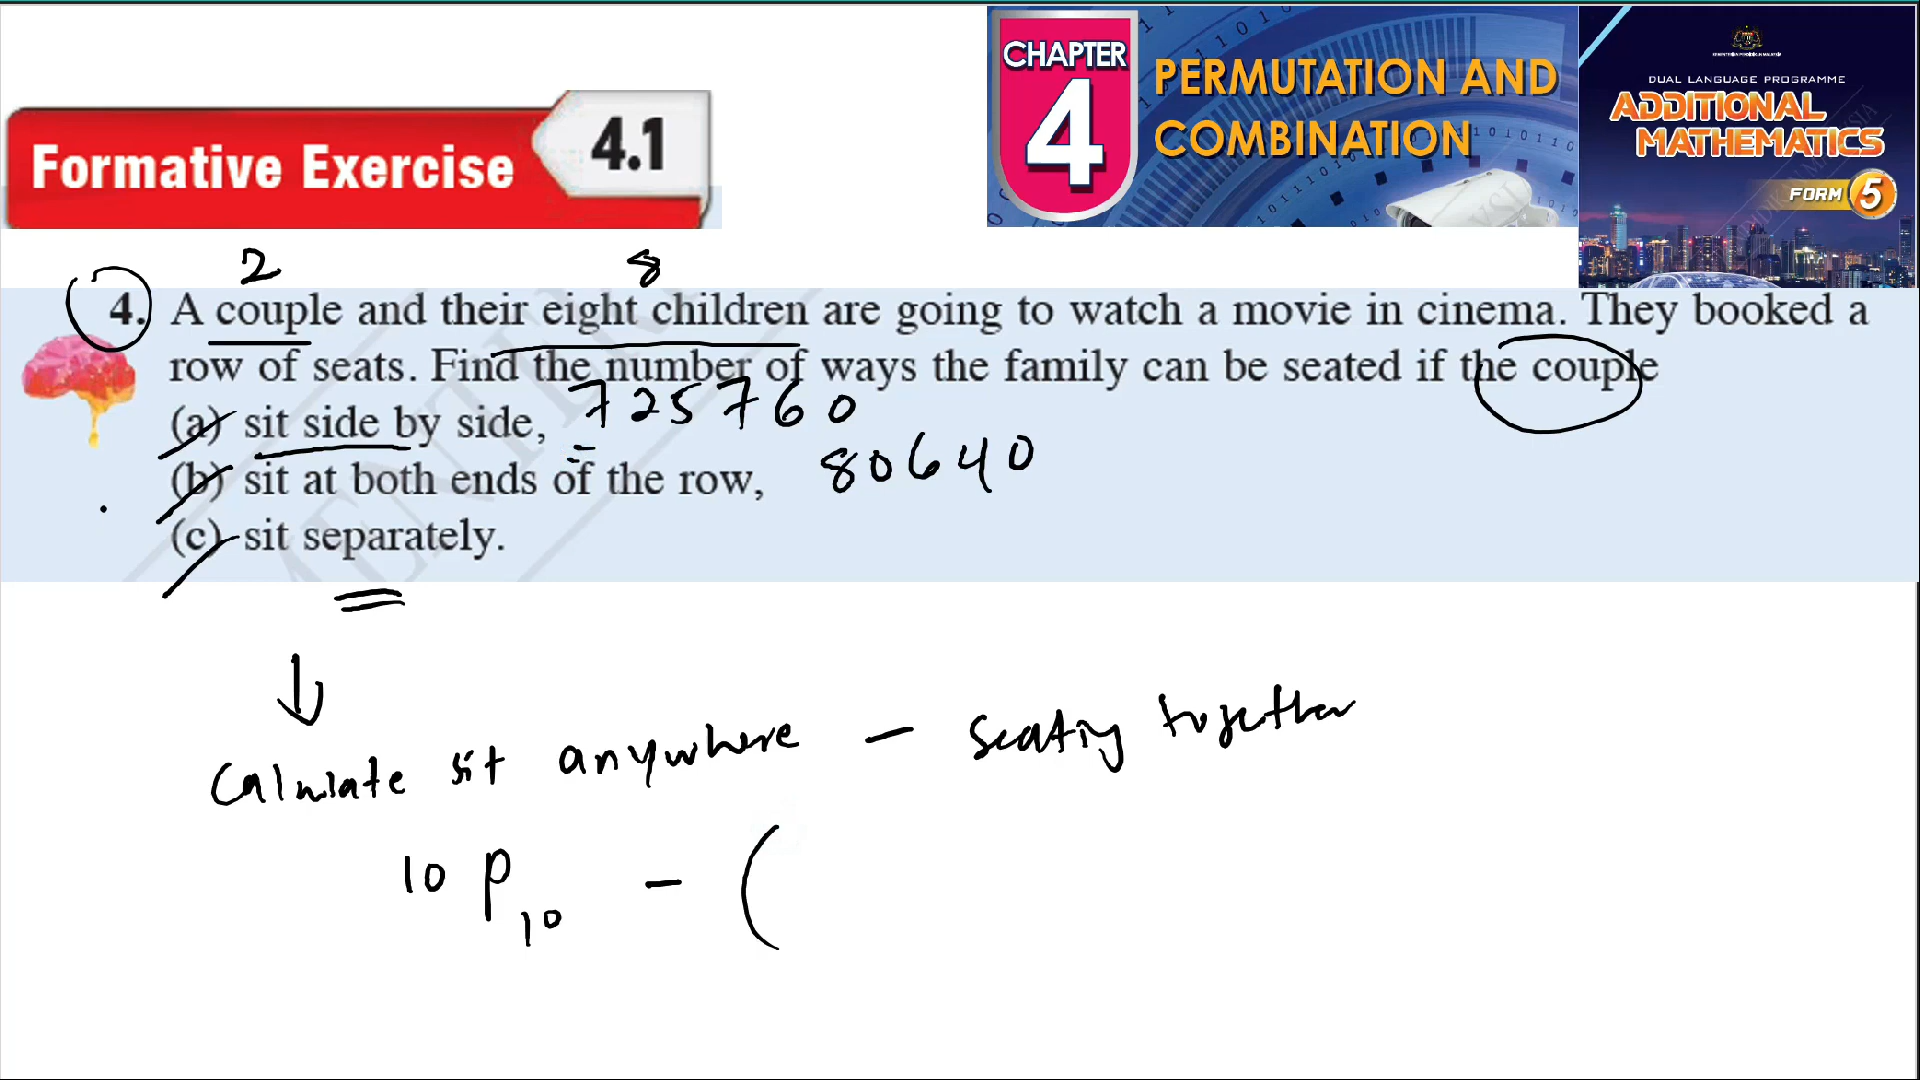 CHAPTER
4
PERMUTATION AND
COMBINATION
DUAL LANGUAGE PROGRAMME
ADDITIONAL
MATHEMATICS
FORM 5
Formative Exercise 4.1
2 8
4. A couple and their eight children are going to watch a movie in cinema. They booked a
row of seats. Find the number of ways the family can be seated if the couple
(a) sit side by side, 725760
(b) sit at both ends of the row, 80640
(c) sit separately.
↓
Calculate sit anywhere – seating together
10 P 10 – (